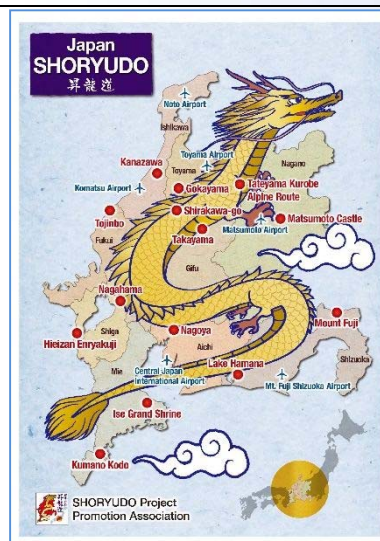 Japan
SHORYUDO
昇龍道
Noto Airport
Ishikawa
Kanazawa
Toyama Airport
Toyama
Nagano
Komatsu Airport
Gokayama
Tateyama Kurobe
Alpine Route
Shirakawa-go
Tojinbo
Matsumoto Castle
Matsumoto Airport
Takayama
Fukui
Gifu
Nagahama
Mount Fuji
Shiga
Nagoya
Hieizan Enryakuji
Aichi
Shizuoka
Mie
Central Japan
International Airport
Lake Hamana
Mt. Fuji Shizuoka Airport
Ise Grand Shrine
Kumano Kodo
SHORYUDO Project
Promotion Association